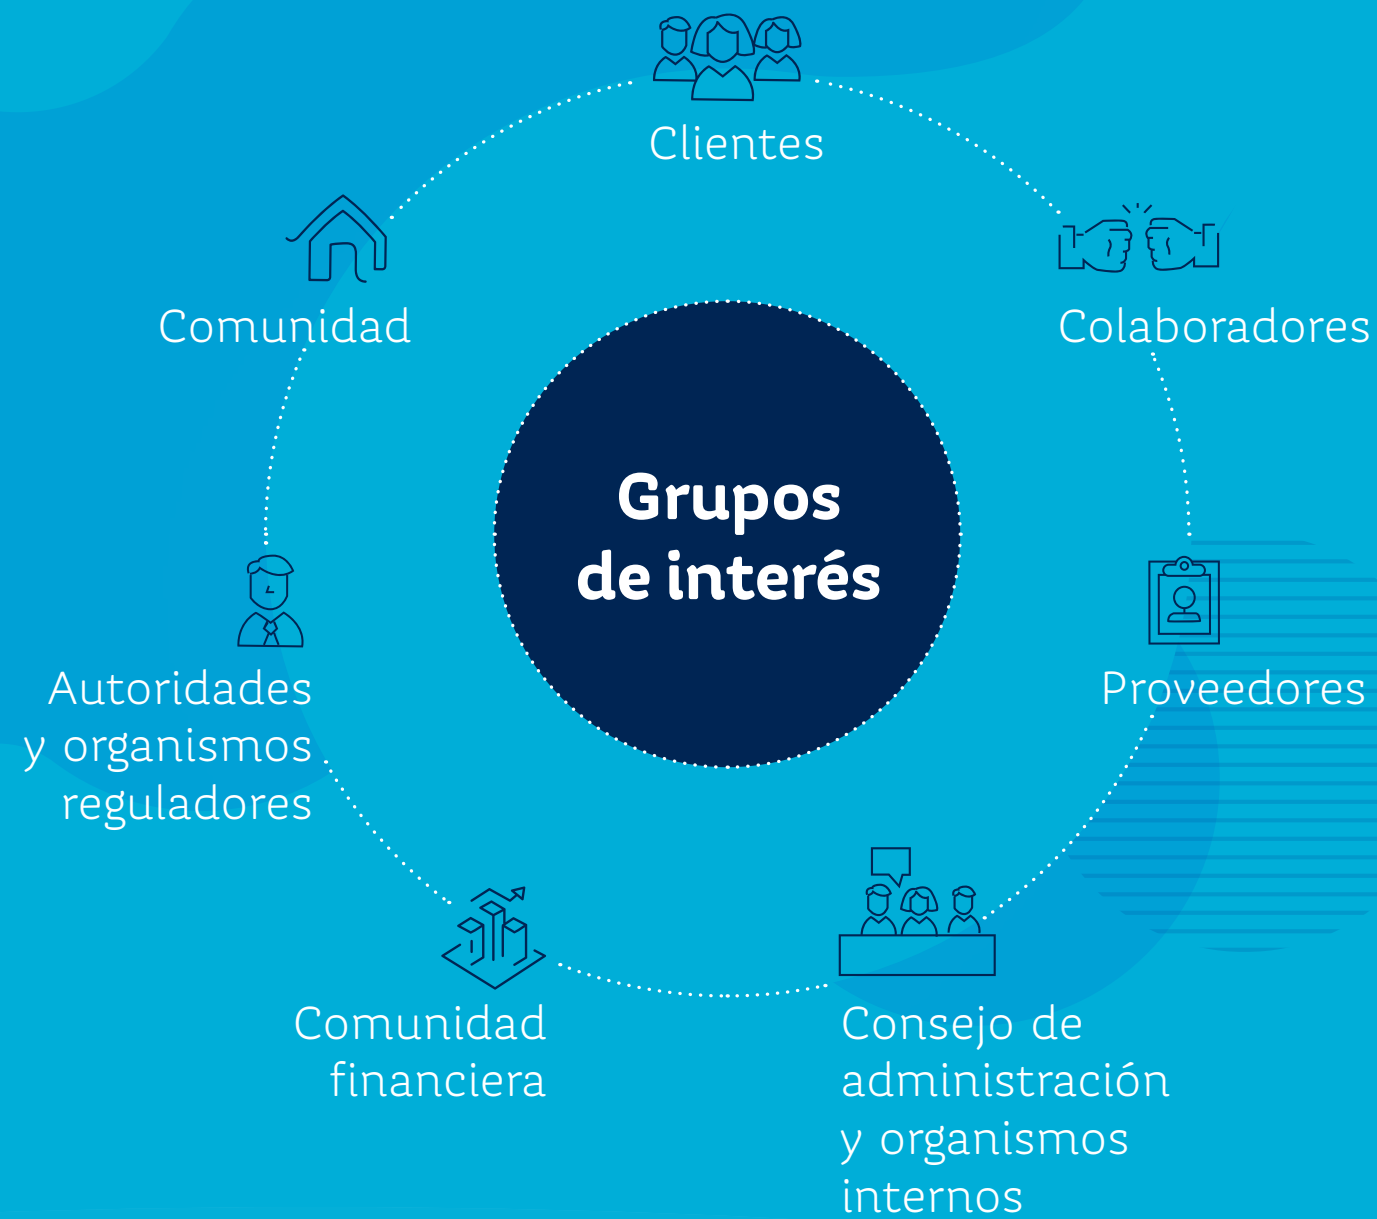 Clientes
Comunidad
Colaboradores
Grupos
de interés
Autoridades
y organismos
reguladores
Proveedores
Comunidad
financiera
Consejo de
administración
y organismos
internos